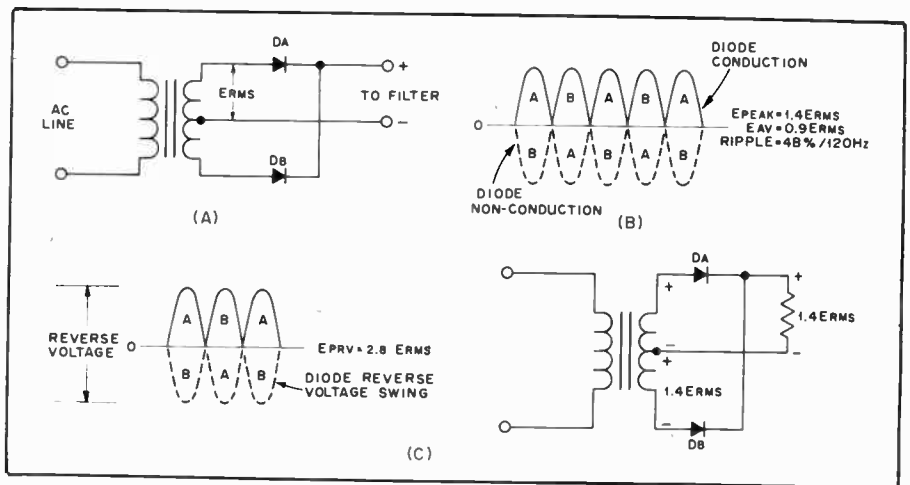 DA
ERMS
AC
LINE
+
TO FILTER
-
DB
(A)
DIODE
CONDUCTION
A B A B A
0
B A B A B
EPEAK=1.4ERMS
EAV=0.9ERMS
RIPPLE=48%/120Hz
DIODE
NON-CONDUCTION
(B)
REVERSE
VOLTAGE
0
A B A
B A B
EPRV=2.8 ERMS
DIODE REVERSE
VOLTAGE SWING
DA
+
+
1.4ERMS
-
-
+
1.4ERMS
-
DB
(C)